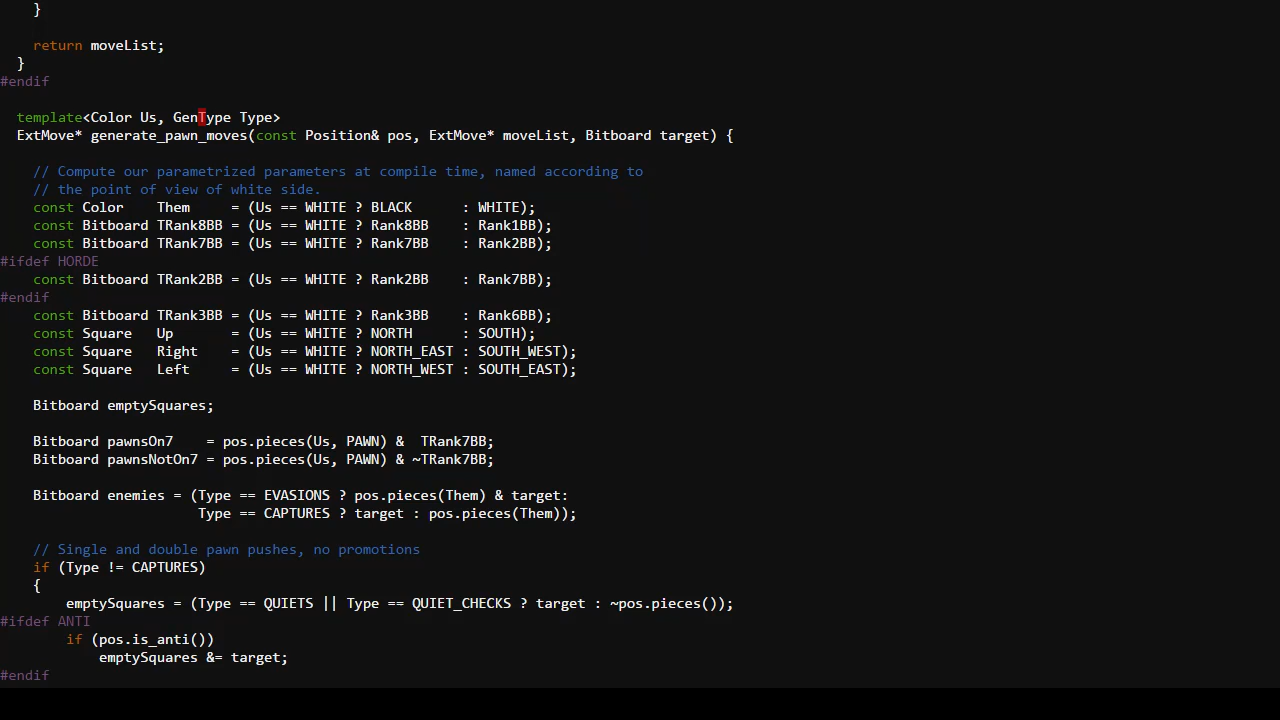 }

    return moveList;
  }
#endif

  template<Color Us, GenType Type>
  ExtMove* generate_pawn_moves(const Position& pos, ExtMove* moveList, Bitboard target) {

    // Compute our parametrized parameters at compile time, named according to
    // the point of view of white side.
    const Color    Them     = (Us == WHITE ? BLACK      : WHITE);
    const Bitboard TRank8BB = (Us == WHITE ? Rank8BB    : Rank1BB);
    const Bitboard TRank7BB = (Us == WHITE ? Rank7BB    : Rank2BB);
#ifdef HORDE
    const Bitboard TRank2BB = (Us == WHITE ? Rank2BB    : Rank7BB);
#endif
    const Bitboard TRank3BB = (Us == WHITE ? Rank3BB    : Rank6BB);
    const Square   Up       = (Us == WHITE ? NORTH      : SOUTH);
    const Square   Right    = (Us == WHITE ? NORTH_EAST : SOUTH_WEST);
    const Square   Left     = (Us == WHITE ? NORTH_WEST : SOUTH_EAST);

    Bitboard emptySquares;

    Bitboard pawnsOn7    = pos.pieces(Us, PAWN) &  TRank7BB;
    Bitboard pawnsNotOn7 = pos.pieces(Us, PAWN) & ~TRank7BB;

    Bitboard enemies = (Type == EVASIONS ? pos.pieces(Them) & target:
                        Type == CAPTURES ? target : pos.pieces(Them));

    // Single and double pawn pushes, no promotions
    if (Type != CAPTURES)
    {
        emptySquares = (Type == QUIETS || Type == QUIET_CHECKS ? target : ~pos.pieces());
#ifdef ANTI
        if (pos.is_anti())
            emptySquares &= target;
#endif